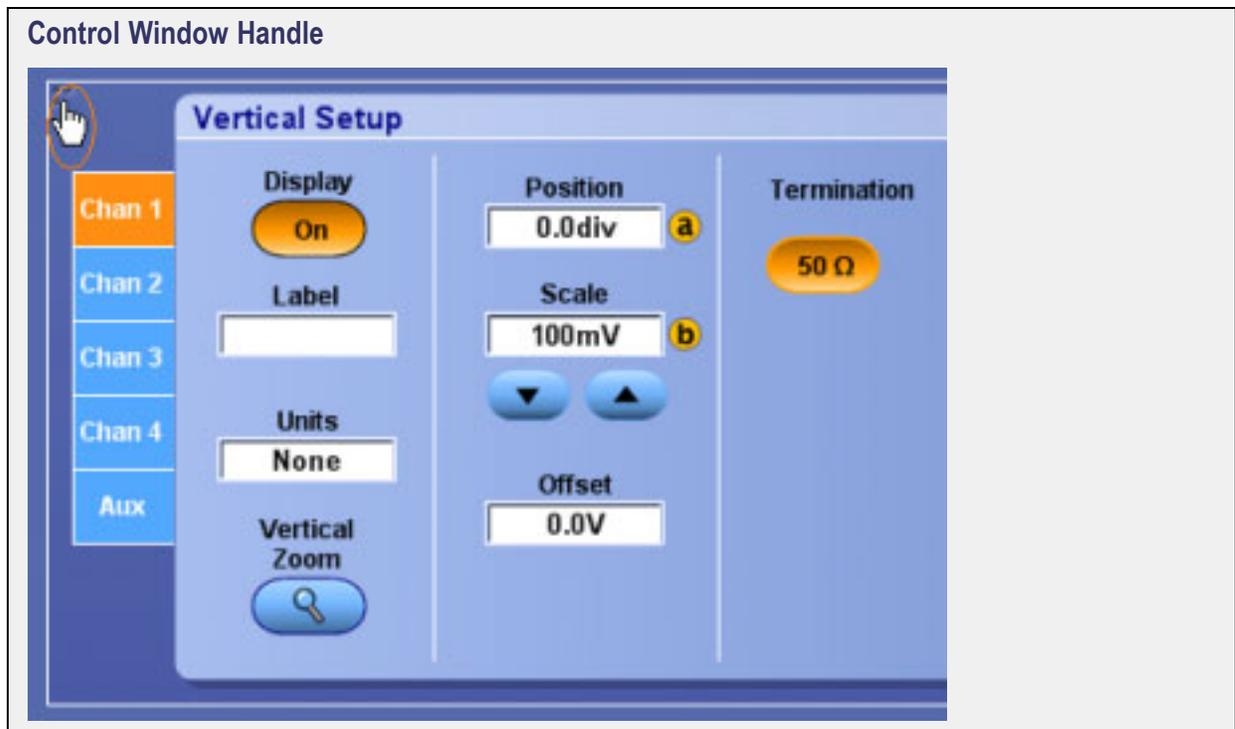 Control Window Handle
Vertical Setup
Chan 1
Chan 2
Chan 3
Chan 4
Aux
Display
On
Label
Units
None
Vertical
Zoom
Position
0.0div
a
Scale
100mV
b
Offset
0.0V
Termination
50 Ω